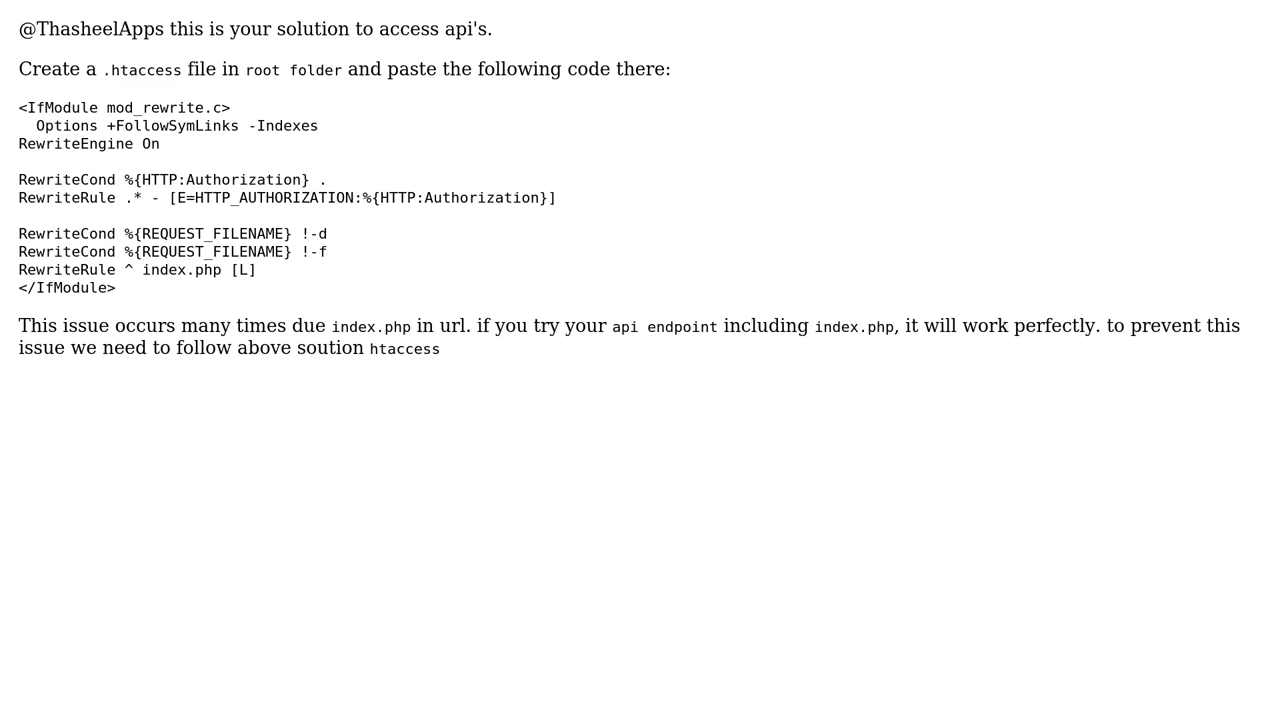 @ThasheelApps this is your solution to access api's.
Create a .htaccess file in root folder and paste the following code there:
<IfModule mod_rewrite.c>
  Options +FollowSymLinks -Indexes
RewriteEngine On
RewriteCond %{HTTP:Authorization} .
RewriteRule .* - [E=HTTP_AUTHORIZATION:%{HTTP:Authorization}]
RewriteCond %{REQUEST_FILENAME} !-d
RewriteCond %{REQUEST_FILENAME} !-f
RewriteRule ^ index.php [L]
</IfModule>
This issue occurs many times due index.php in url. if you try your api endpoint including index.php, it will work perfectly. to prevent this
issue we need to follow above soution htaccess